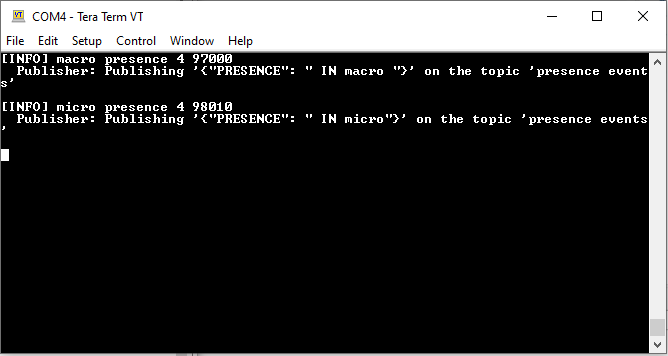 COM4 - Tera Term VT
File Edit Setup Control Window Help
[INFO] macro presence 4 97000
  Publisher: Publishing '{"PRESENCE": " IN macro "}' on the topic 'presence event
s'
[INFO] micro presence 4 98010
  Publisher: Publishing '{"PRESENCE": " IN micro"}' on the topic 'presence events
'